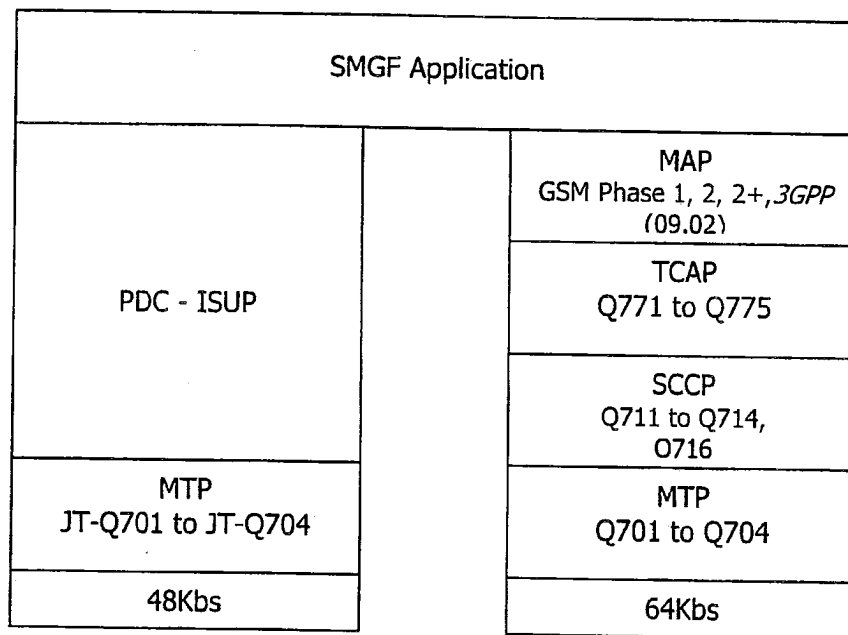 SMGF Application
PDC - ISUP
MTP
JT-Q701 to JT-Q704
48Kbs
MAP
GSM Phase 1, 2, 2+,3GPP
(09.02)
TCAP
Q771 to Q775
SCCP
Q711 to Q714,
Q716
MTP
Q701 to Q704
64Kbs